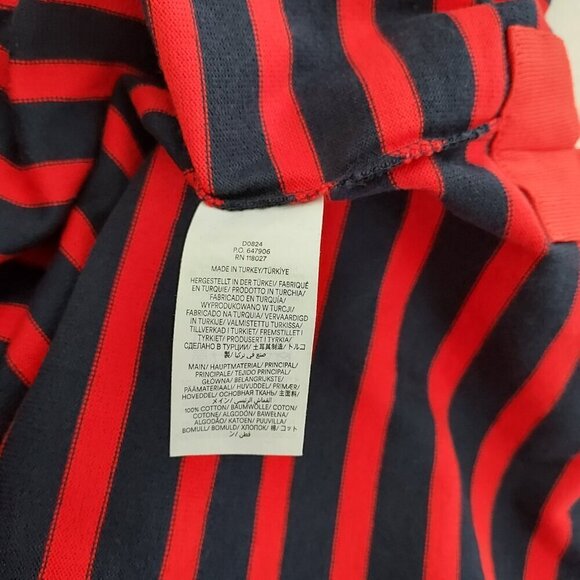 D0824
P.O. 647906
RN 118027
MADE IN TURKEY/TÜRKİYE
HERGESTELLT IN DER TÜRKEI/ FABRIQUÉ
EN TURQUIE/ PRODOTTO IN TURCHIA/
FABRICADO EN TURQUÍA/
WYPRODUKOWANO W TURCJI/
FABRICADO NA TURQUIA/ VERVAARDIGD
IN TURKIJE/ VALMISTETTU TURKISSA/
TILLVERKAD I TURKIET/ FREMSTILLET I
TYRKIET/ PRODUSERT I TYRKIA/
СДЕЛАНО В ТУРЦИИ/ 土耳其制造/ トルコ
製/ صنع في تركيا
MAIN/ HAUPTMATERIAL/ PRINCIPAL/
PRINCIPALE/ TEJIDO PRINCIPAL/
GŁÓWNA/ BELANGRIJKSTE/
PÄÄMATERIAALI/ HUVUDDEL/ PRIMÆR/
HOVEDDEL/ ОСНОВНАЯ ТКАНЬ/ 主面料/
メイン/ القماش الرئيسي
100% COTTON/ BAUMWOLLE/ COTON/
COTONE/ ALGODÓN/ BAWEŁNA/
ALGODÃO/ KATOEN/ PUUVILLA/
BOMULL/ BOMULD/ ХЛОПОК/ 棉/ コット
ン/ قطن